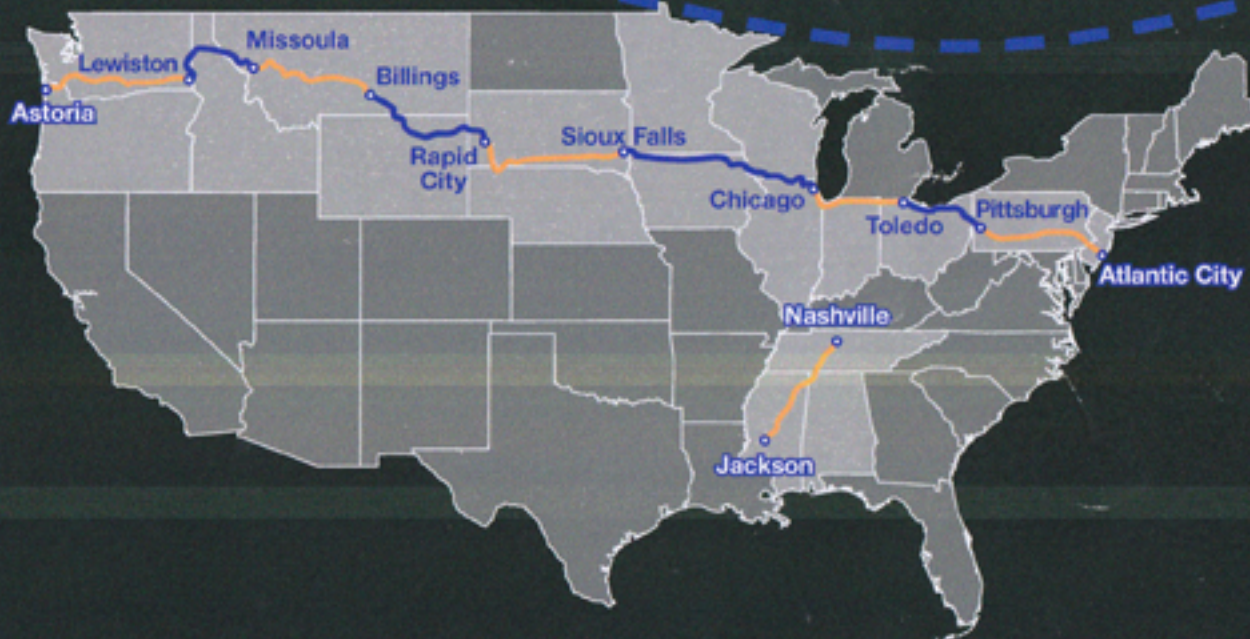 Missoula
Lewiston
Billings
Astoria
Sioux Falls
Rapid
City
Chicago
Pittsburgh
Toledo
Atlantic City
Nashville
Jackson